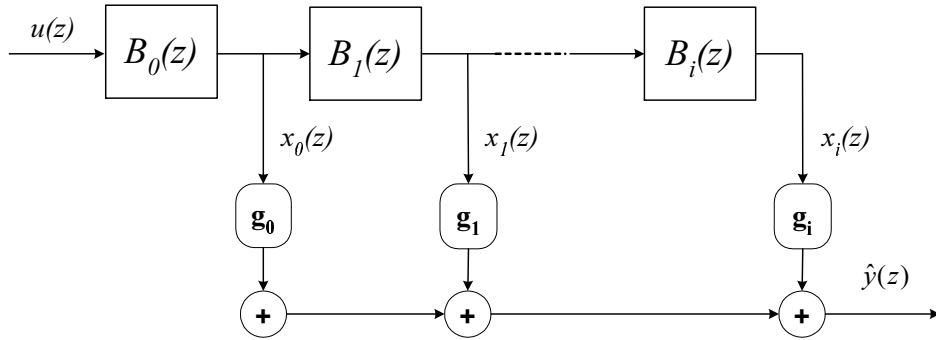 u(z)
B₀(z)
B₁(z)
Bᵢ(z)
x₀(z)
x₁(z)
xᵢ(z)
g₀
g₁
gᵢ
ŷ(z)
+
+
+